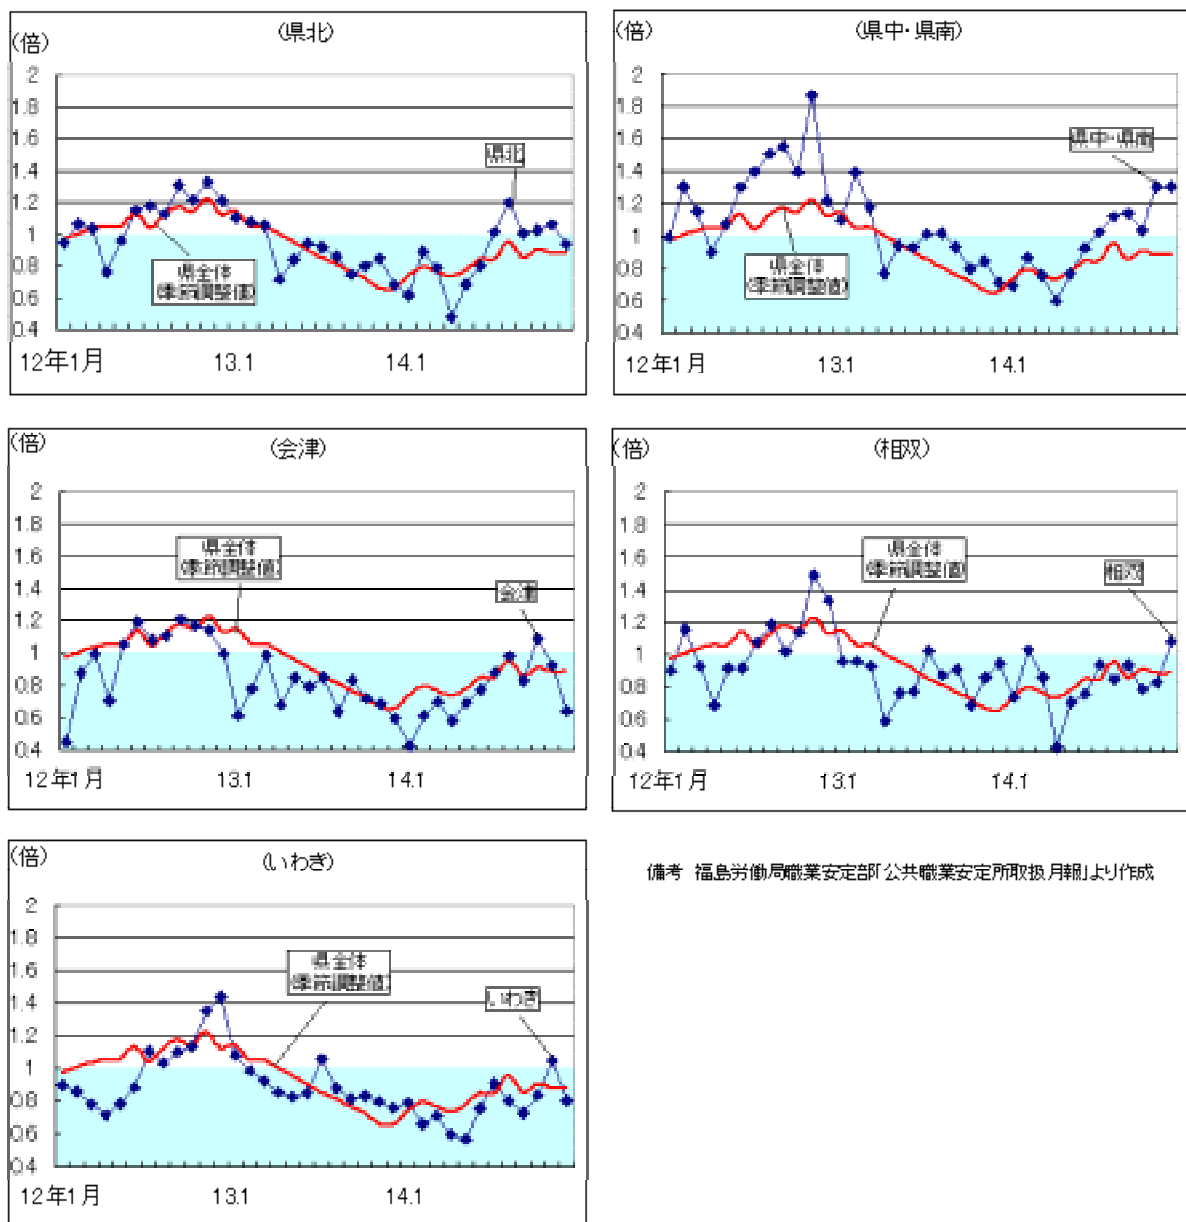 (倍)
(県北)
2
1.8
1.6
1.4
1.2
1
0.8
0.6
0.4
県北
県全体
(季節調整値)
12年1月
13.1
14.1
(倍)
(県中・県南)
2
1.8
1.6
1.4
1.2
1
0.8
0.6
0.4
県中・県南
県全体
(季節調整値)
12年1月
13.1
14.1
(倍)
(会津)
2
1.8
1.6
1.4
1.2
1
0.8
0.6
0.4
県全体
(季節調整値)
会津
12年1月
13.1
14.1
(倍)
(相双)
2
1.8
1.6
1.4
1.2
1
0.8
0.6
0.4
県全体
(季節調整値)
相双
12年1月
13.1
14.1
(倍)
(いわき)
2
1.8
1.6
1.4
1.2
1
0.8
0.6
0.4
県全体
(季節調整値)
いわき
12年1月
13.1
14.1
備考 福島労働局職業安定部「公共職業安定所取扱月報」より作成